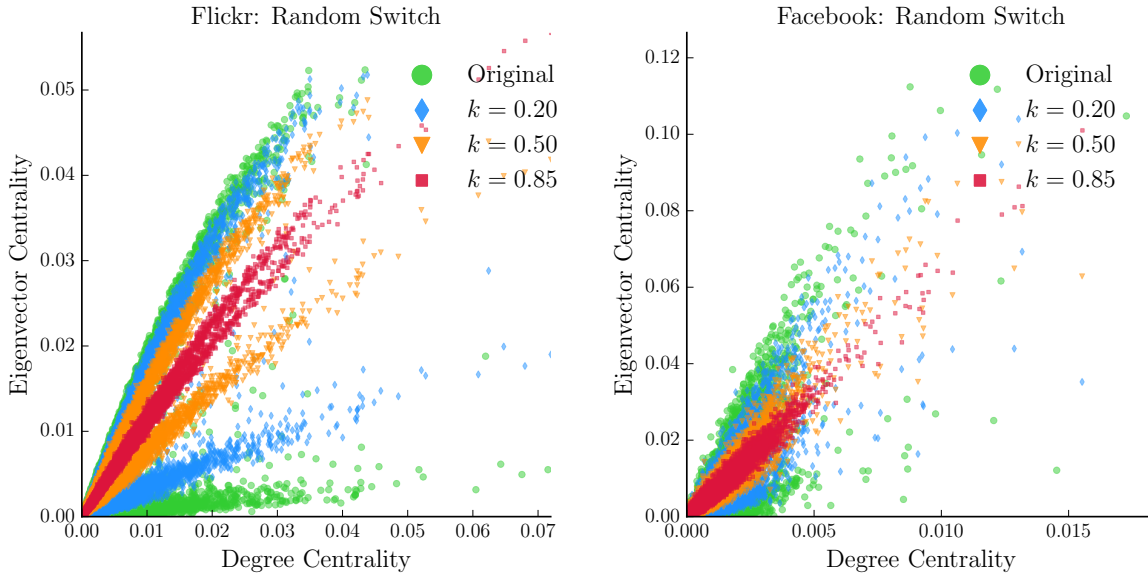 Flickr: Random Switch
Eigenvector Centrality
0.05
0.04
0.03
0.02
0.01
0.00
0.00 0.01 0.02 0.03 0.04 0.05 0.06 0.07
Degree Centrality
Original
k = 0.20
k = 0.50
k = 0.85
Facebook: Random Switch
Eigenvector Centrality
0.12
0.10
0.08
0.06
0.04
0.02
0.00
0.000 0.005 0.010 0.015
Degree Centrality
Original
k = 0.20
k = 0.50
k = 0.85